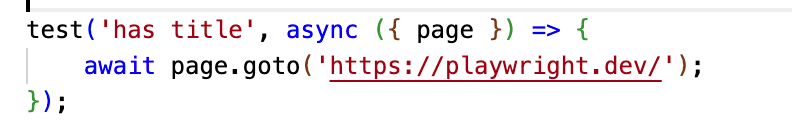 test('has title', async ({ page }) => {
    await page.goto('https://playwright.dev/');
});